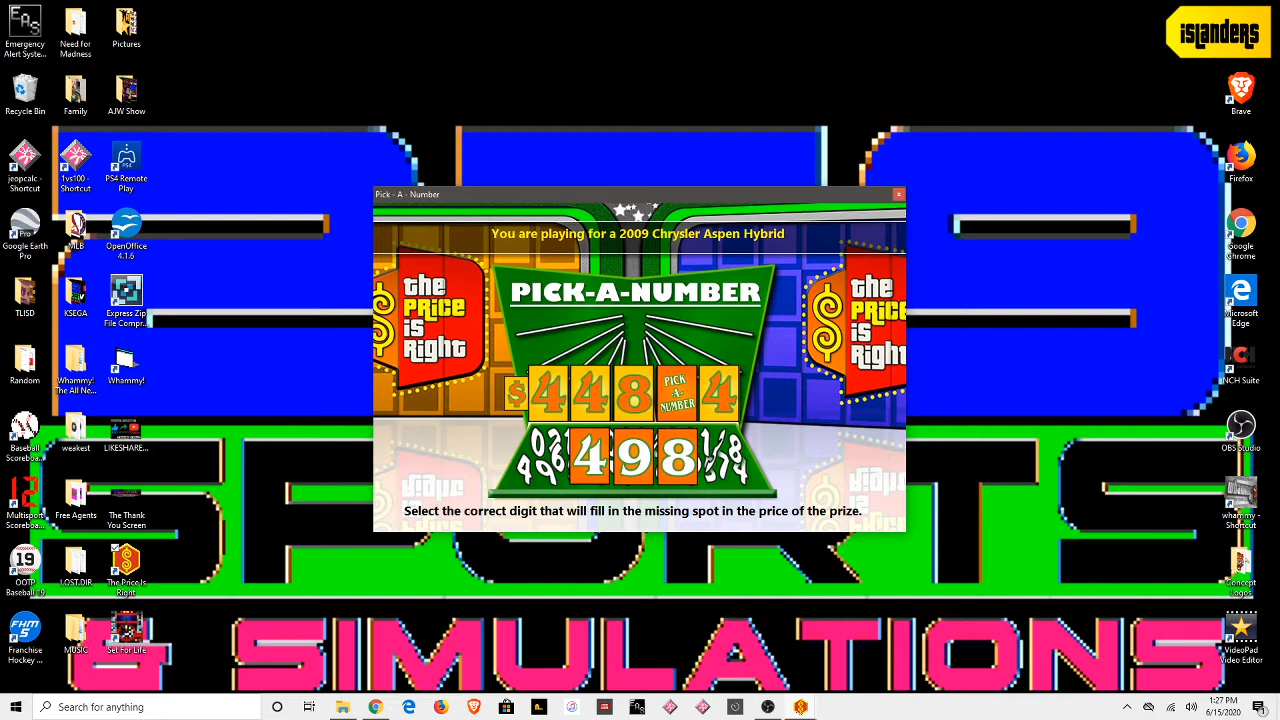 Emergency
Alert Syste...
Need for
Madness
Pictures
islanders
Recycle Bin
Family
AJW Show
Brave
jeopcalc -
Shortcut
1vs100 -
Shortcut
PS4 Remote
Play
Firefox
Pick - A - Number
You are playing for a 2009 Chrysler Aspen Hybrid
Pro
Google Earth
MLB
OpenOffice
4.1.6
Google
Chrome
the
PRICE
is
Right
PICK-A-NUMBER
the
PRICE
is
Right
TLISD
KSEGA
Express Zip
File Compr...
Microsoft
Edge
Random
Whammy!
The All Ne...
Whammy!
NCH Suite
$ 4 4 8 PICK
-A-
NUMBER 4
4 9 8
Baseball
Scoreboa...
weakest
LIKESHARE...
OBS Studio
Select the correct digit that will fill in the missing spot in the price of the prize.
12
Multisport
Scoreboa...
Free Agents
The Thank
You Screen
whammy -
Shortcut
SPORTS
19
OOTP
Baseball 19
LOST.DIR
The Price Is
Right
Concept
Logos
FHM
5
Franchise
Hockey ...
MUSIC
Set For Life
VideoPad
Video Editor
& SIMULATIONS
Search for anything
1:27 PM
6/15/2020